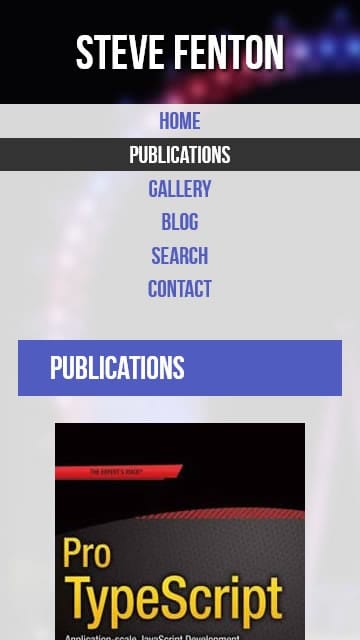 STEVE FENTON
HOME
PUBLICATIONS
GALLERY
BLOG
SEARCH
CONTACT
PUBLICATIONS
THE EXPERT'S VOICE®
Pro
TypeScript
Application-scale JavaScript Development